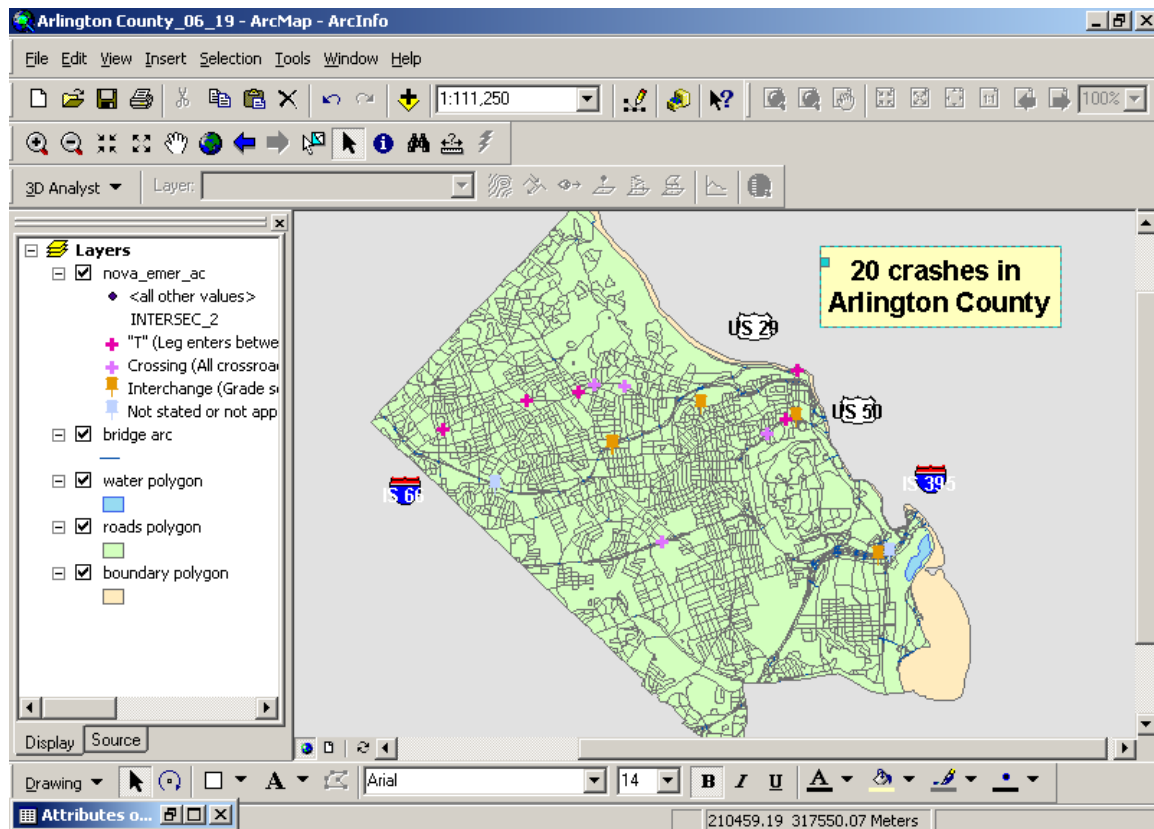 Arlington County_06_19 - ArcMap - ArcInfo
File Edit View Insert Selection Tools Window Help
1:111,250
100%
3D Analyst
Layer:
Layers
nova_emer_ac
<all other values>
INTERSEC_2
"T" (Leg enters betwe
Crossing (All crossroa
Interchange (Grade s
Not stated or not app
bridge arc
water polygon
roads polygon
boundary polygon
20 crashes in
Arlington County
US 29
US 50
IS 66
IS 395
Display Source
Drawing
A
Arial
14
B I U A
Attributes o...
210459.19 317550.07 Meters